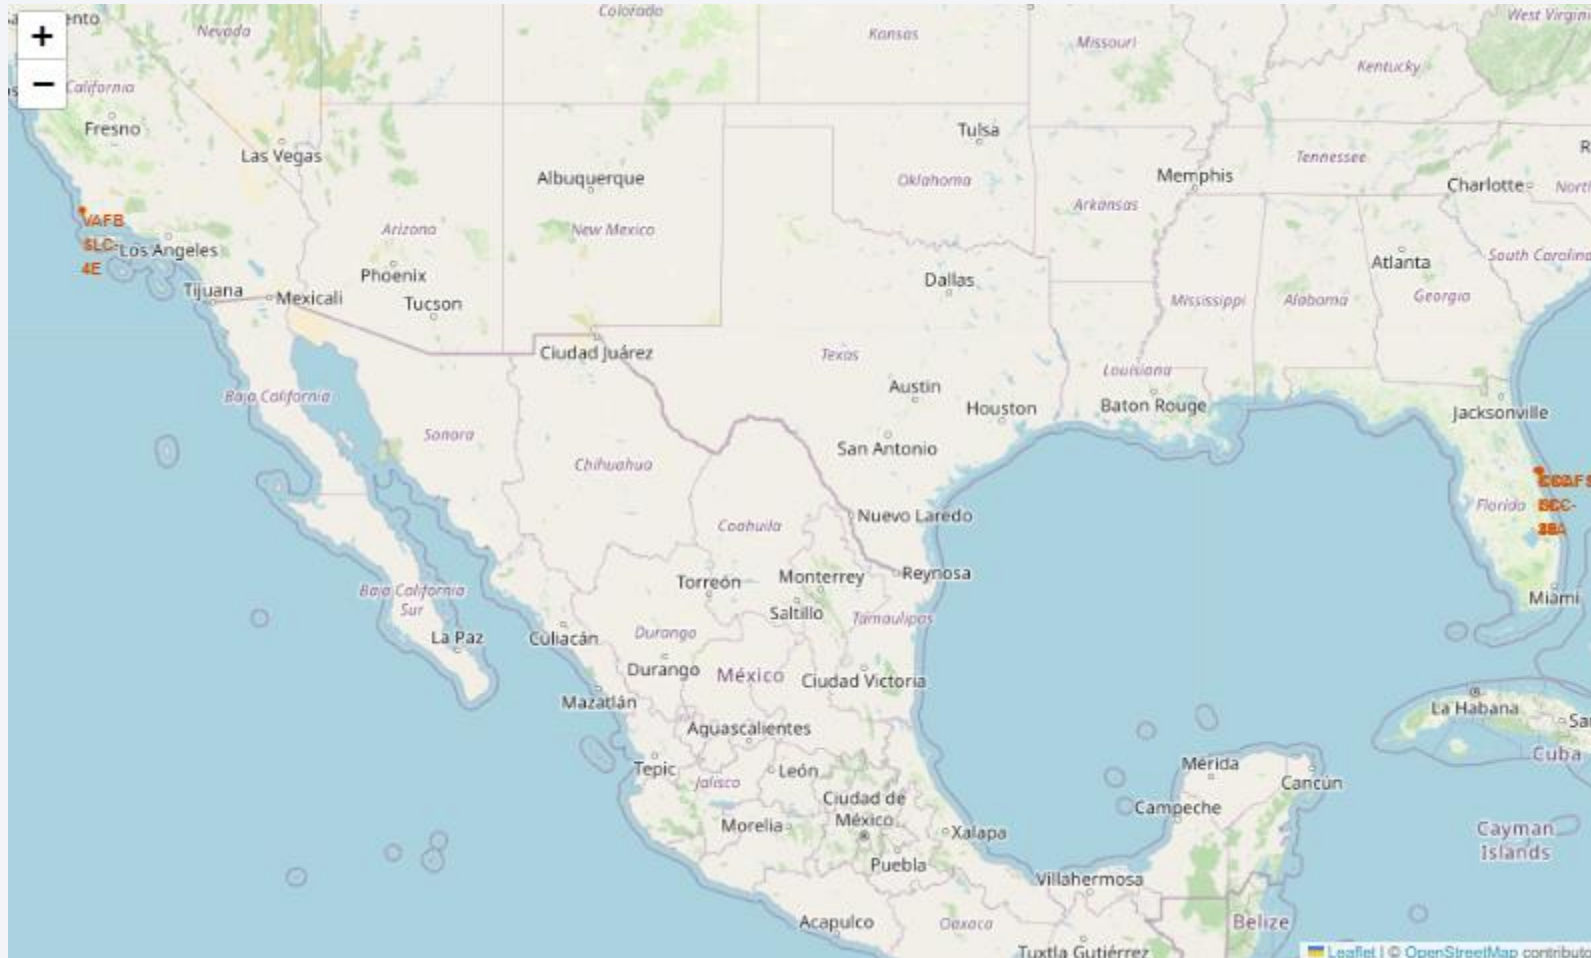 Colorado
West Virgin
Nevada
Kansas
Missouri
+
−
Kentucky
California
Fresno
Tulsa
Las Vegas
Tennessee
Albuquerque
Oklahoma
Memphis
Charlotte
North
Arkansas
VAFB
SLC-
4E
Los Angeles
Arizona
New Mexico
Atlanta
South Carolina
Phoenix
Dallas
Tijuana
Mexicali
Tucson
Mississippi
Alabama
Georgia
Ciudad Juárez
Texas
Louisiana
Austin
Baja California
Houston
Baton Rouge
Jacksonville
Sonora
San Antonio
Chihuahua
Florida
Nuevo Laredo
Coahuila
Torreón
Monterrey
Reynosa
Baja California
Sur
Saltillo
Tamaulipas
Miami
La Paz
Culiacán
Durango
Durango
México
Ciudad Victoria
Mazatlán
La Habana
Aguascalientes
Cuba
Tepic
León
Mérida
Cancún
Jalisco
Ciudad de
México
Campeche
Morelia
Xalapa
Cayman
Islands
Puebla
Villahermosa
Acapulco
Oaxaca
Belize
Tuxtla Gutiérrez
Leaflet | © OpenStreetMap contributo